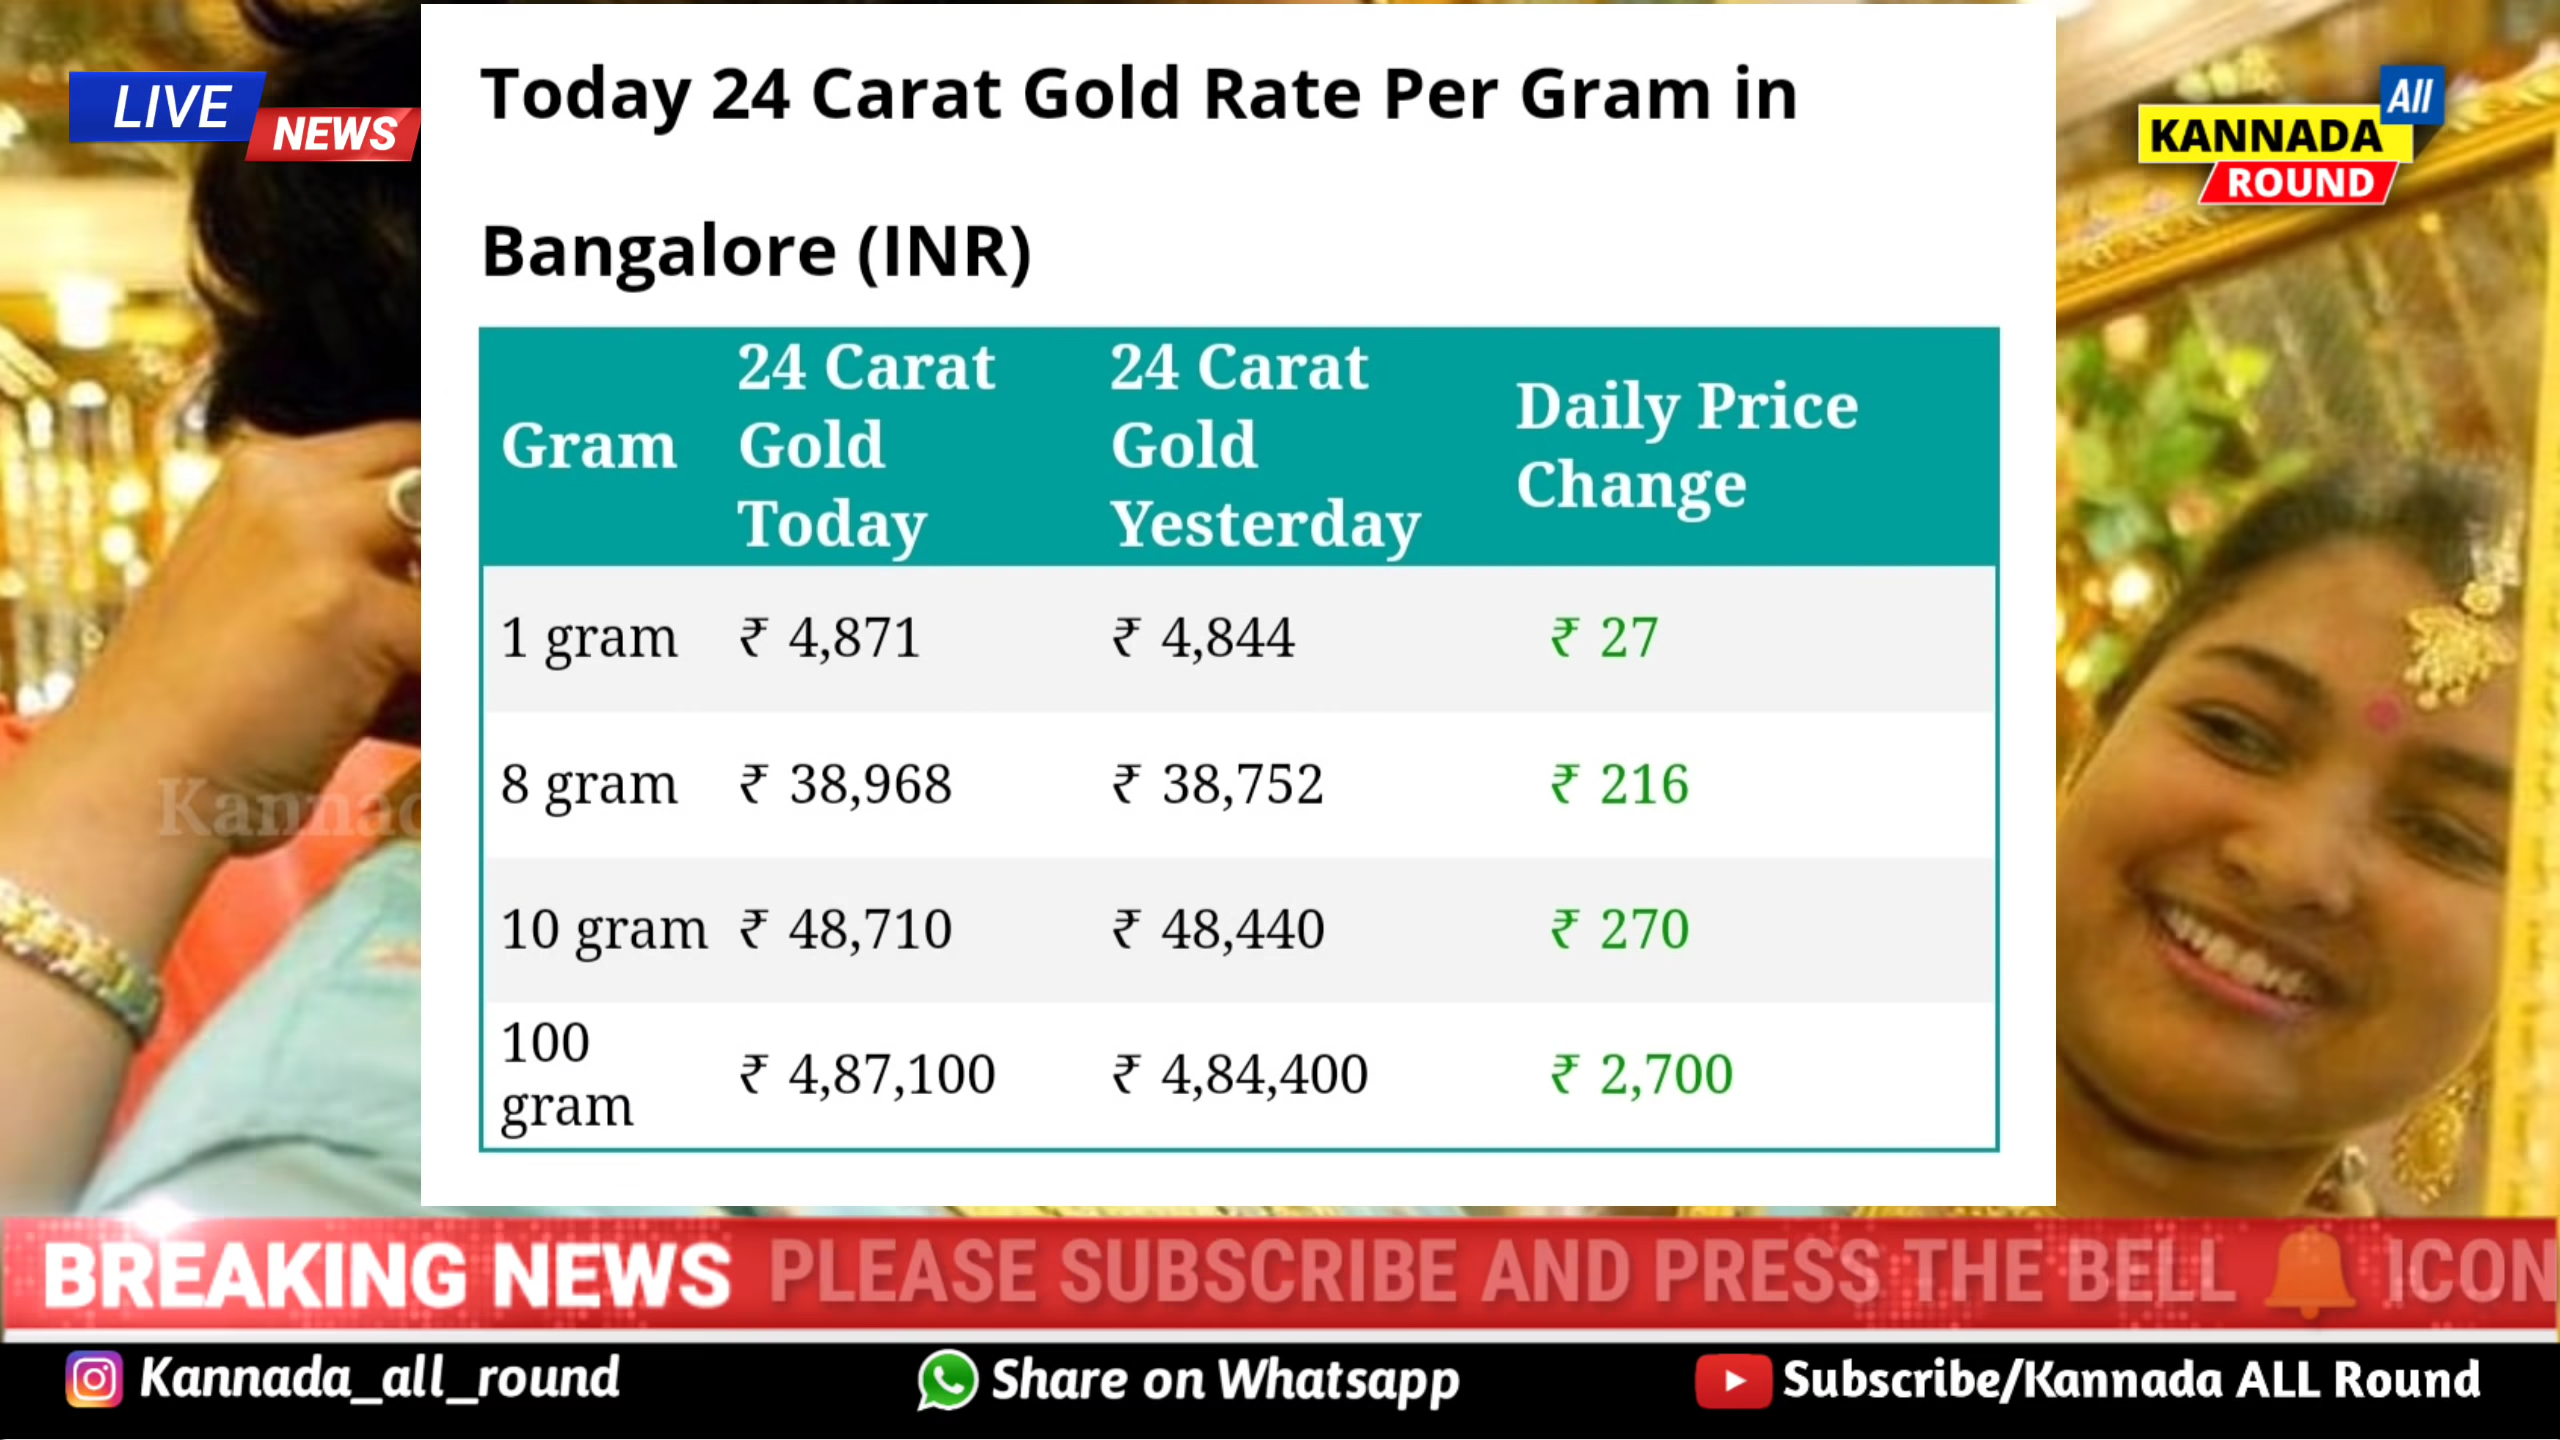 LIVE
NEWS
All
KANNADA
ROUND
Today 24 Carat Gold Rate Per Gram in
Bangalore (INR)
Gram 24 Carat Gold Today 24 Carat Gold Yesterday Daily Price Change
1 gram ₹ 4,871 ₹ 4,844 ₹ 27
8 gram ₹ 38,968 ₹ 38,752 ₹ 216
10 gram ₹ 48,710 ₹ 48,440 ₹ 270
100 gram ₹ 4,87,100 ₹ 4,84,400 ₹ 2,700
BREAKING NEWS PLEASE SUBSCRIBE AND PRESS THE BELL 🔔 ICON
Kannada_all_round Share on Whatsapp Subscribe/Kannada ALL Round